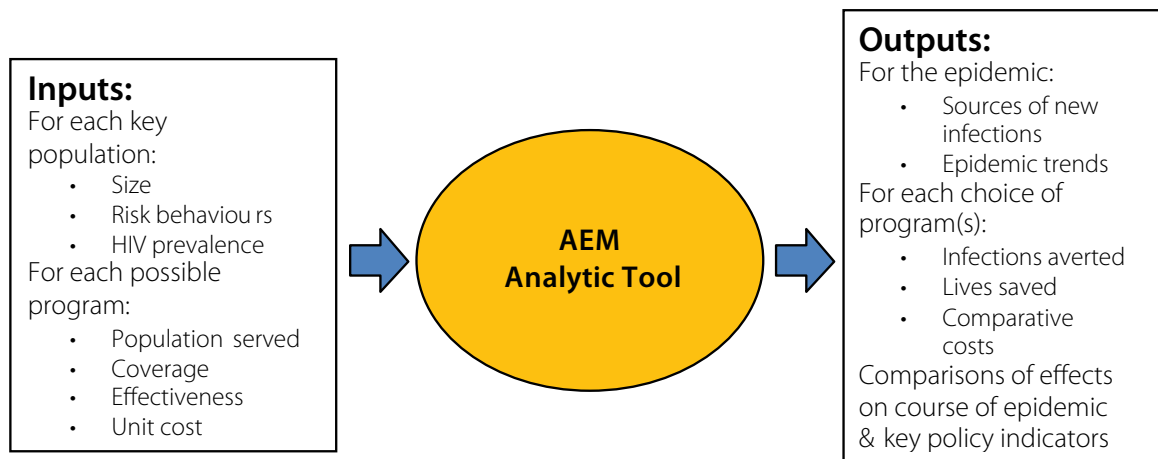 Inputs:
For each key
population:
• Size
• Risk behaviou rs
• HIV prevalence
For each possible
program:
• Population served
• Coverage
• Effectiveness
• Unit cost
AEM
Analytic Tool
Outputs:
For the epidemic:
• Sources of new
infections
• Epidemic trends
For each choice of
program(s):
• Infections averted
• Lives saved
• Comparative
costs
Comparisons of effects
on course of epidemic
& key policy indicators